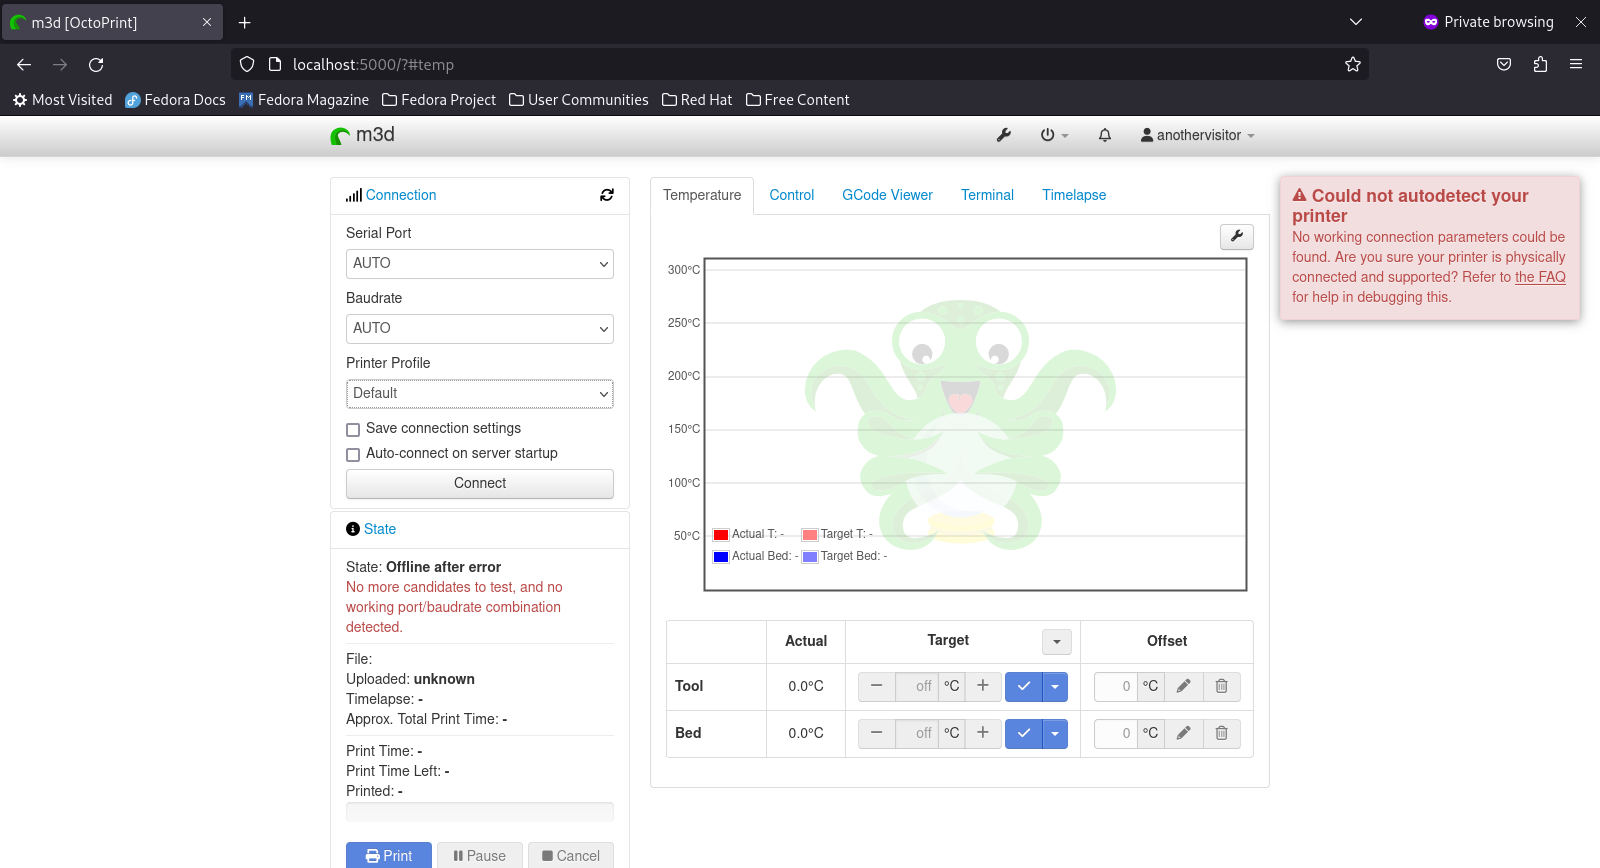 m3d [OctoPrint]
Private browsing
localhost:5000/?#temp
Most Visited
Fedora Docs
Fedora Magazine
Fedora Project
User Communities
Red Hat
Free Content
m3d
anothervisitor
Connection
Serial Port
AUTO
Baudrate
AUTO
Printer Profile
Default
Save connection settings
Auto-connect on server startup
Connect
State
State: Offline after error
No more candidates to test, and no
working port/baudrate combination
detected.
File:
Uploaded: unknown
Timelapse: -
Approx. Total Print Time: -
Print Time: -
Print Time Left: -
Printed: -
Print
Pause
Cancel
Temperature
Control
GCode Viewer
Terminal
Timelapse
300°C
250°C
200°C
150°C
100°C
50°C
Actual T: -
Target T: -
Actual Bed: -
Target Bed: -
Actual
Target
Offset
Tool
0.0°C
off
°C
0
°C
Bed
0.0°C
off
°C
0
°C
Could not autodetect your
printer
No working connection parameters could be
found. Are you sure your printer is physically
connected and supported? Refer to the FAQ
for help in debugging this.